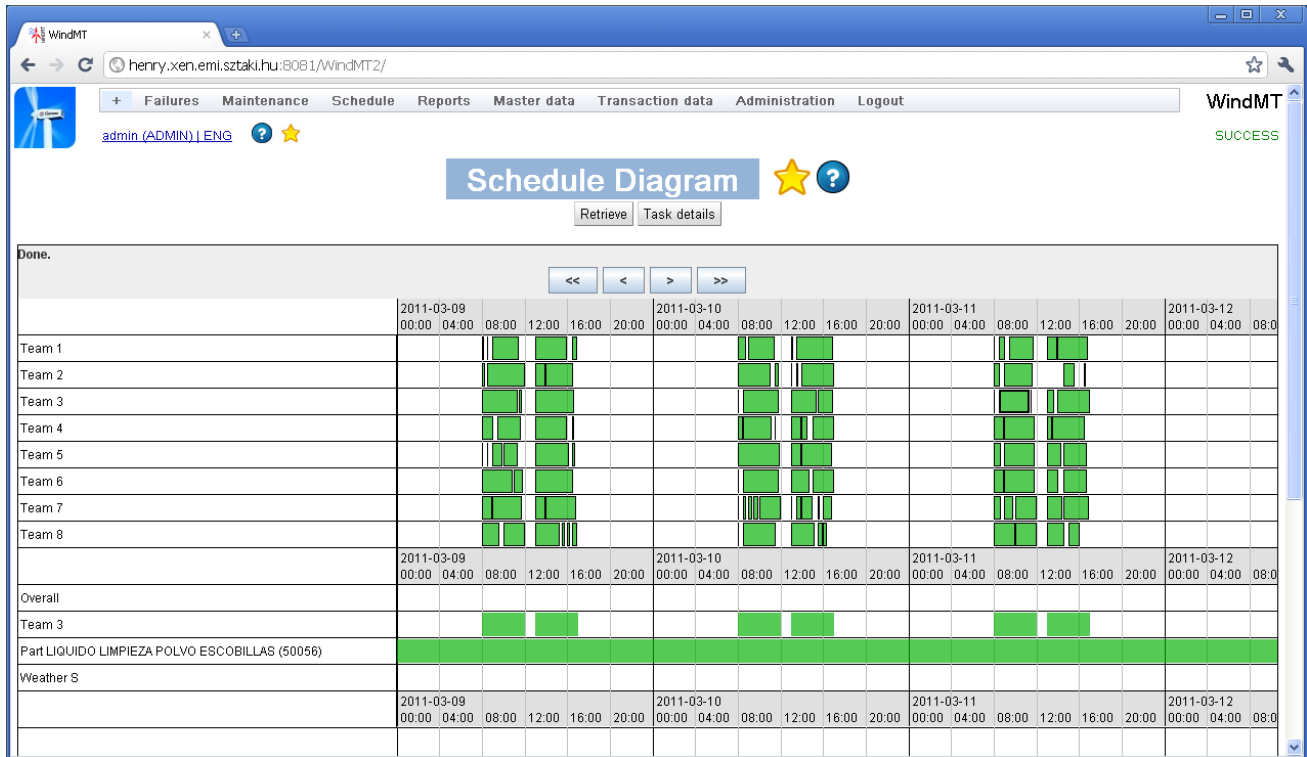 WindMT
henry.xen.emi.sztaki.hu:8081/WindMT2/
+ Failures Maintenance Schedule Reports Master data Transaction data Administration Logout
WindMT
admin (ADMIN) | ENG ?
SUCCESS
Schedule Diagram ?
Retrieve Task details
Done.
<< < > >>
2011-03-09 2011-03-10 2011-03-11 2011-03-12
00:00 04:00 08:00 12:00 16:00 20:00 00:00 04:00 08:00 12:00 16:00 20:00 00:00 04:00 08:00 12:00 16:00 20:00 00:00 04:00 08:0
Team 1
Team 2
Team 3
Team 4
Team 5
Team 6
Team 7
Team 8
2011-03-09 2011-03-10 2011-03-11 2011-03-12
00:00 04:00 08:00 12:00 16:00 20:00 00:00 04:00 08:00 12:00 16:00 20:00 00:00 04:00 08:00 12:00 16:00 20:00 00:00 04:00 08:0
Overall
Team 3
Part LIQUIDO LIMPIEZA POLVO ESCOBILLAS (50056)
Weather S
2011-03-09 2011-03-10 2011-03-11 2011-03-12
00:00 04:00 08:00 12:00 16:00 20:00 00:00 04:00 08:00 12:00 16:00 20:00 00:00 04:00 08:00 12:00 16:00 20:00 00:00 04:00 08:0